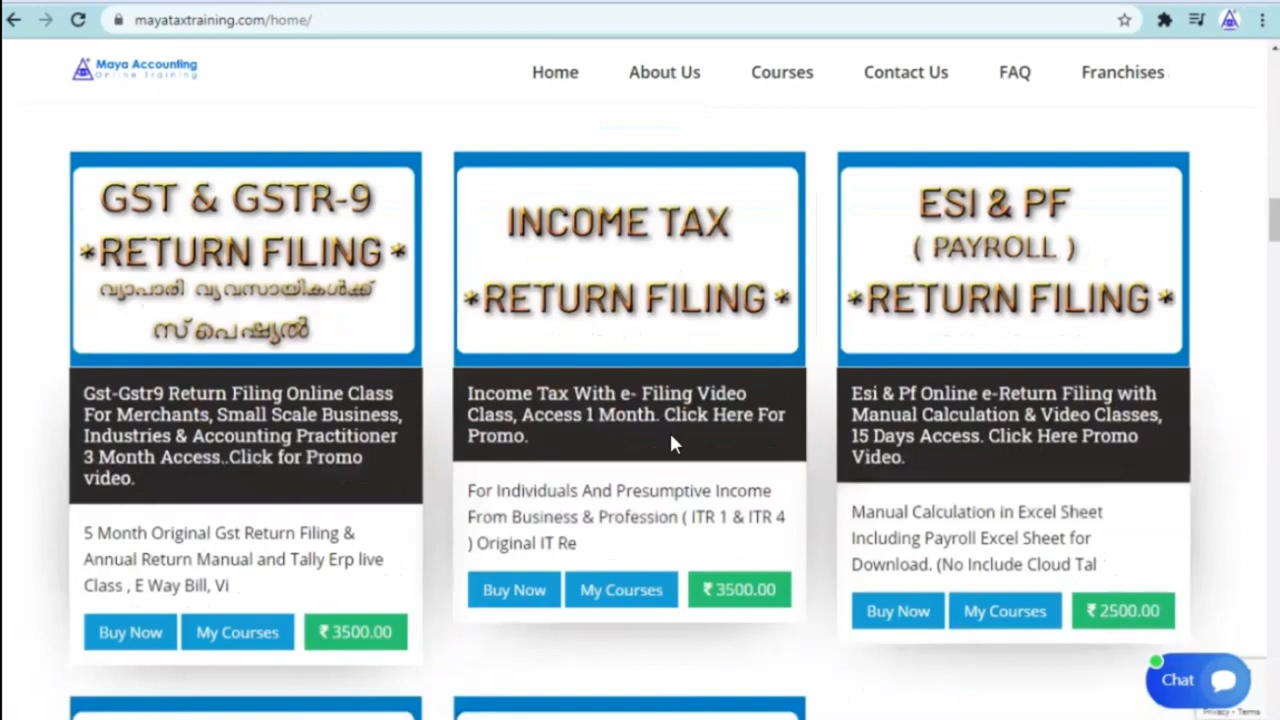 mayataxtraining.com/home/
Maya Accounting
Online Training
Home
About Us
Courses
Contact Us
FAQ
Franchises
GST & GSTR-9
*RETURN FILING*
വ്യാപാരി വ്യവസായികൾക്ക്
സ്പെഷ്യൽ
Gst-Gstr9 Return Filing Online Class
For Merchants, Small Scale Business,
Industries & Accounting Practitioner
3 Month Access..Click for Promo
video.
5 Month Original Gst Return Filing &
Annual Return Manual and Tally Erp live
Class , E Way Bill, Vi
Buy Now
My Courses
₹ 3500.00
INCOME TAX
*RETURN FILING*
Income Tax With e- Filing Video
Class, Access 1 Month. Click Here For
Promo.
For Individuals And Presumptive Income
From Business & Profession ( ITR 1 & ITR 4
) Original IT Re
Buy Now
My Courses
₹ 3500.00
ESI & PF
( PAYROLL )
*RETURN FILING*
Esi & Pf Online e-Return Filing with
Manual Calculation & Video Classes,
15 Days Access. Click Here Promo
Video.
Manual Calculation in Excel Sheet
Including Payroll Excel Sheet for
Download. (No Include Cloud Tal
Buy Now
My Courses
₹ 2500.00
Chat
Privacy - Terms